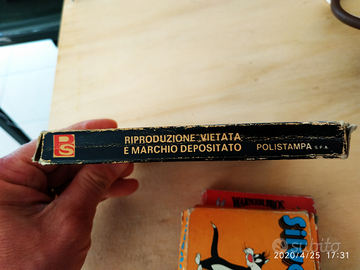 PS
RIPRODUZIONE VIETATA
E MARCHIO DEPOSITATO
POLISTAMPA S.P.A.
subito
2020/4/25 17:31